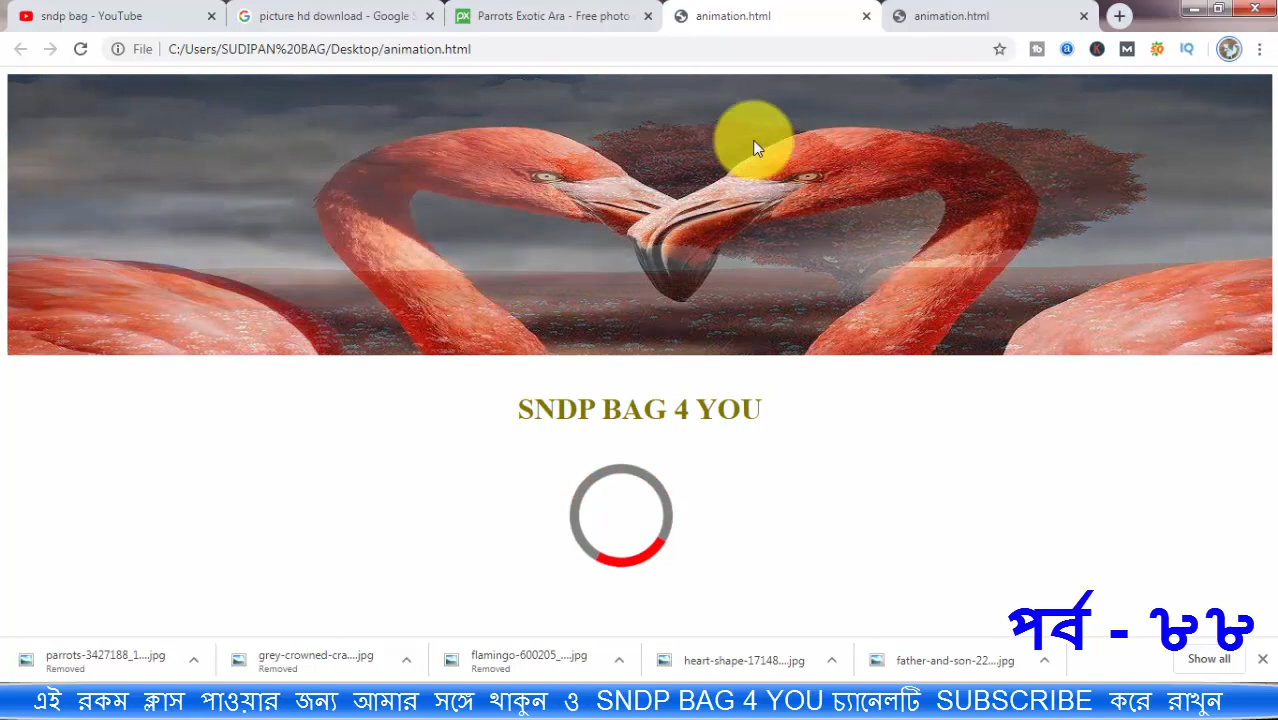 sndp bag - YouTube
picture hd download - Google S
Parrots Exotic Ara - Free photo
animation.html
animation.html
File
C:/Users/SUDIPAN%20BAG/Desktop/animation.html
SNDP BAG 4 YOU
পর্ব - ৮৮
parrots-3427188_1....jpg
Removed
grey-crowned-cra....jpg
Removed
flamingo-600205_....jpg
Removed
heart-shape-17148....jpg
father-and-son-22....jpg
Show all
এই রকম ক্লাস পাওয়ার জন্য আমার সঙ্গে থাকুন ও SNDP BAG 4 YOU চ্যানেলটি SUBSCRIBE করে রাখুন